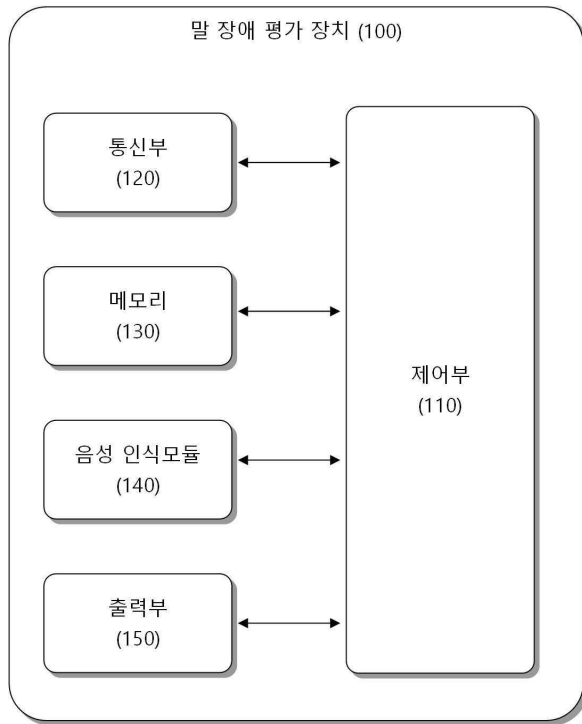 말 장애 평가 장치 (100)
통신부
(120)
메모리
(130)
음성 인식모듈
(140)
출력부
(150)
제어부
(110)